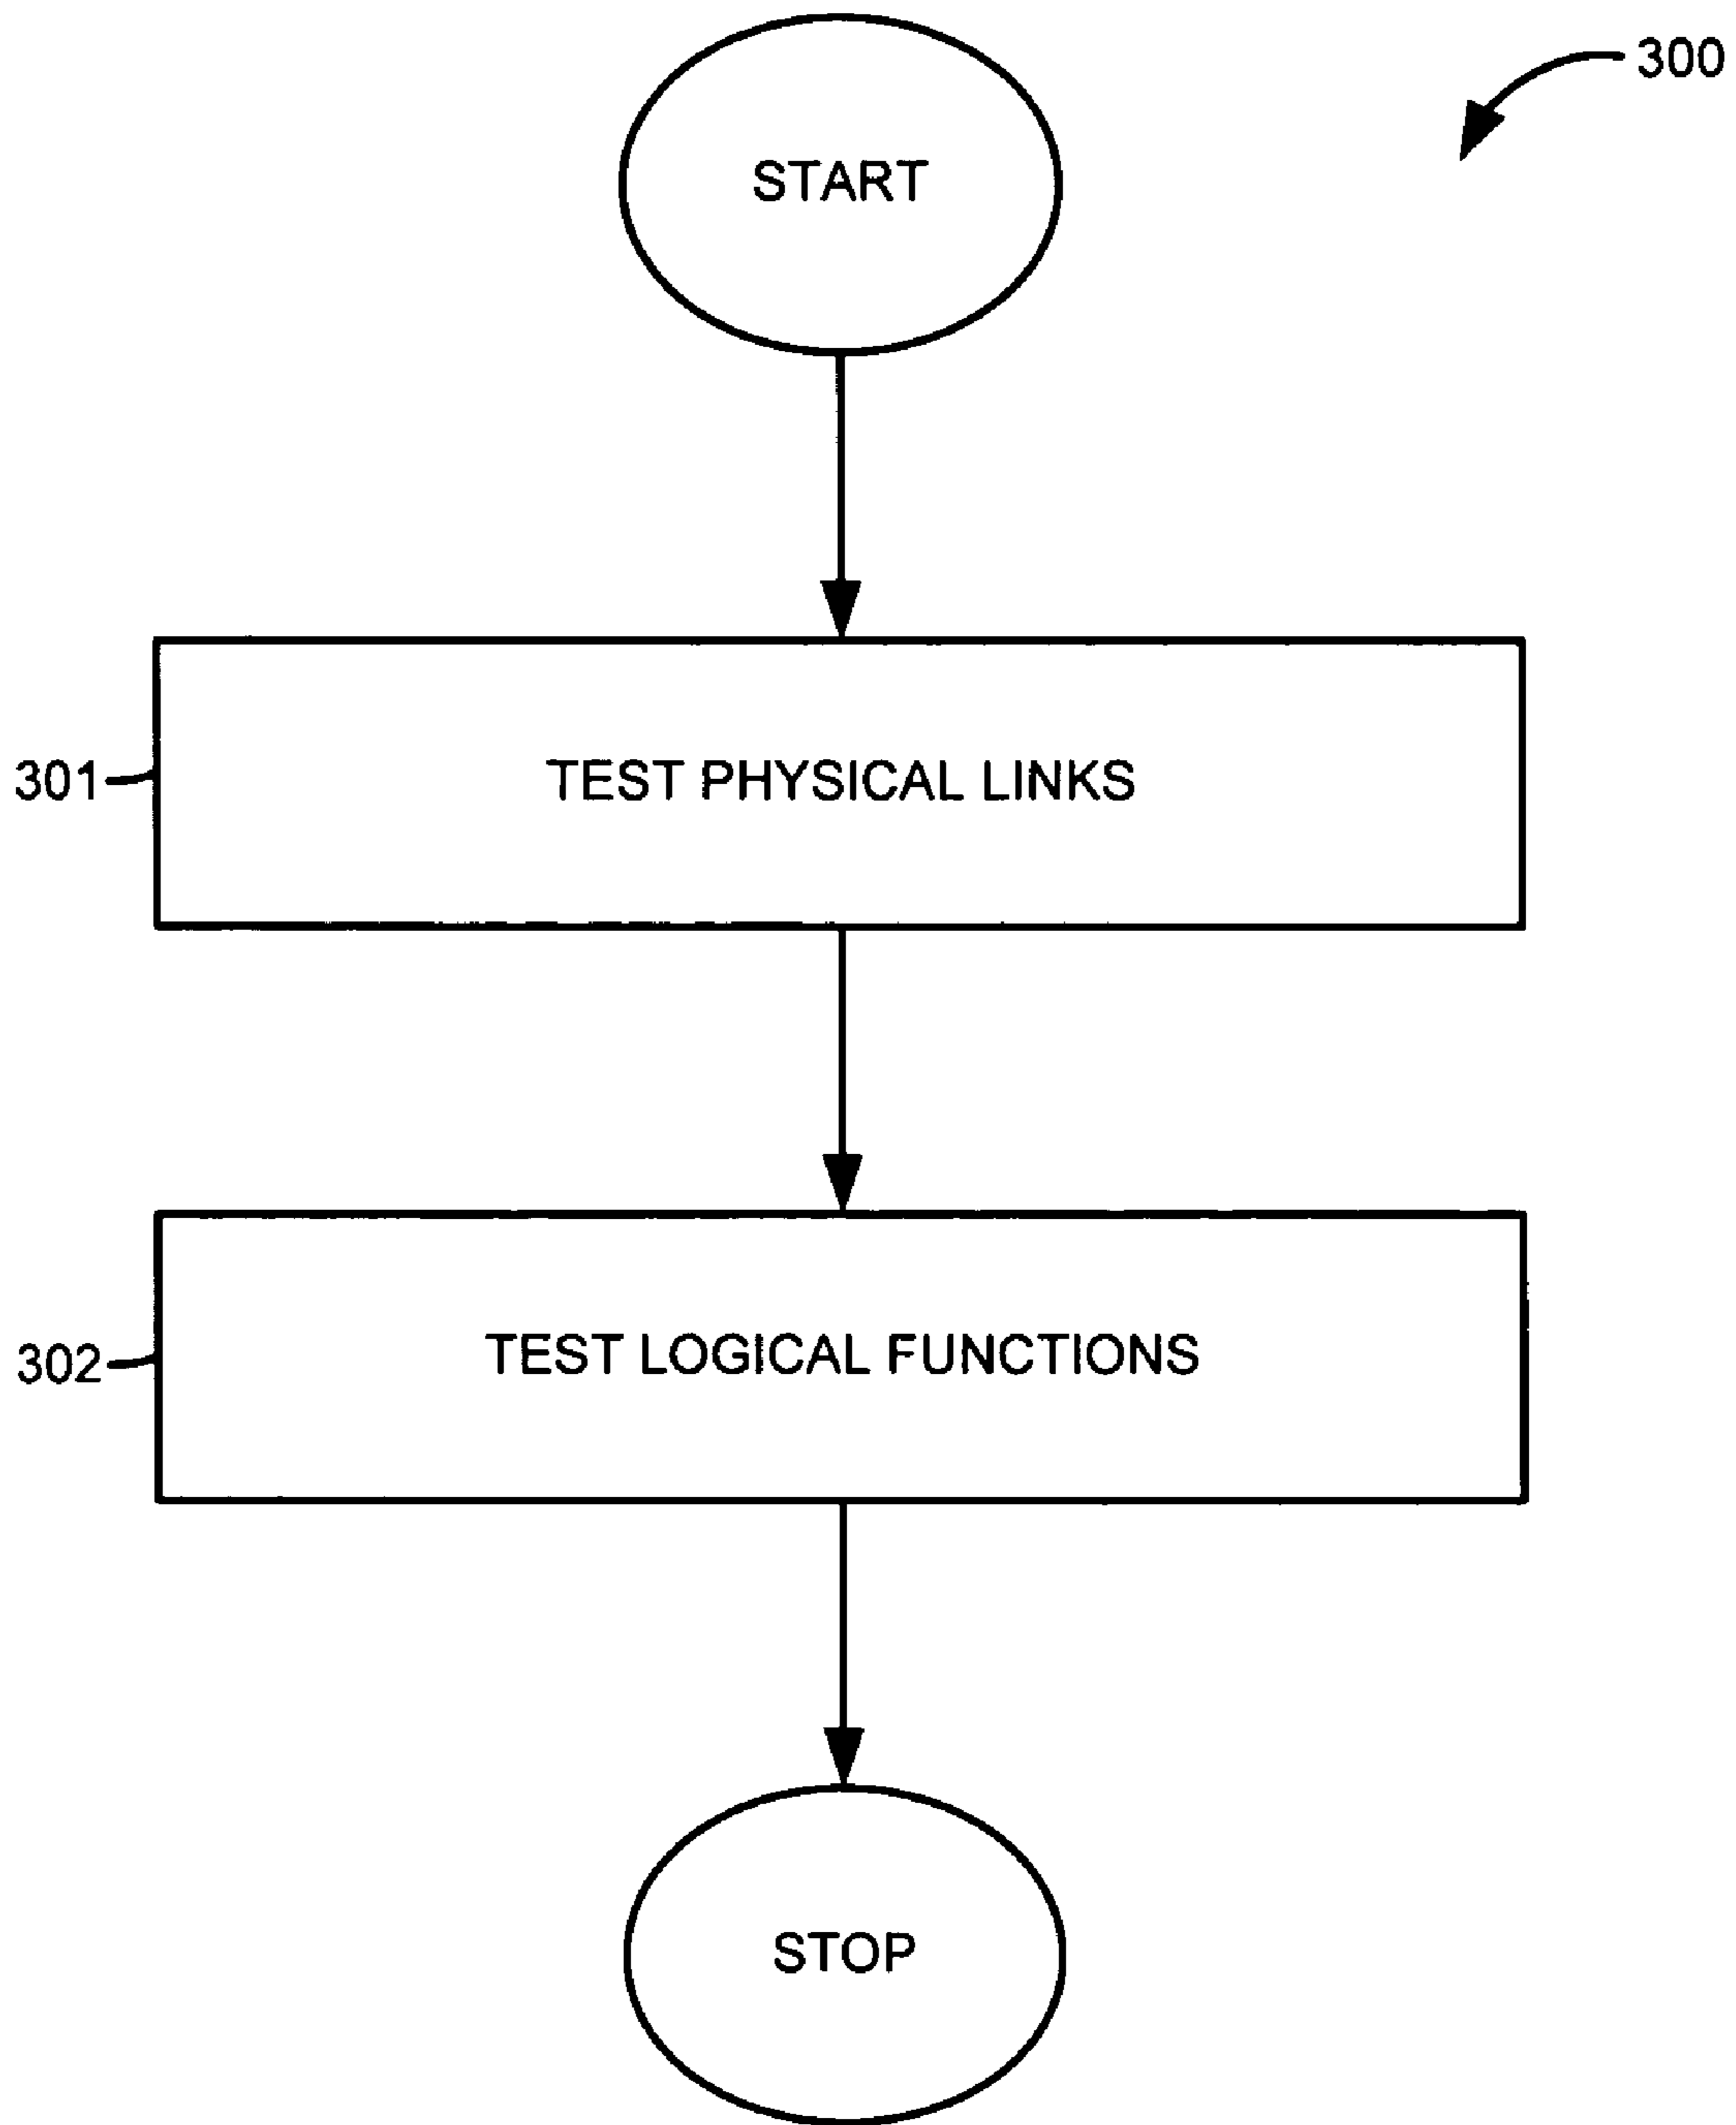 300
START
301
TEST PHYSICAL LINKS
302
TEST LOGICAL FUNCTIONS
STOP